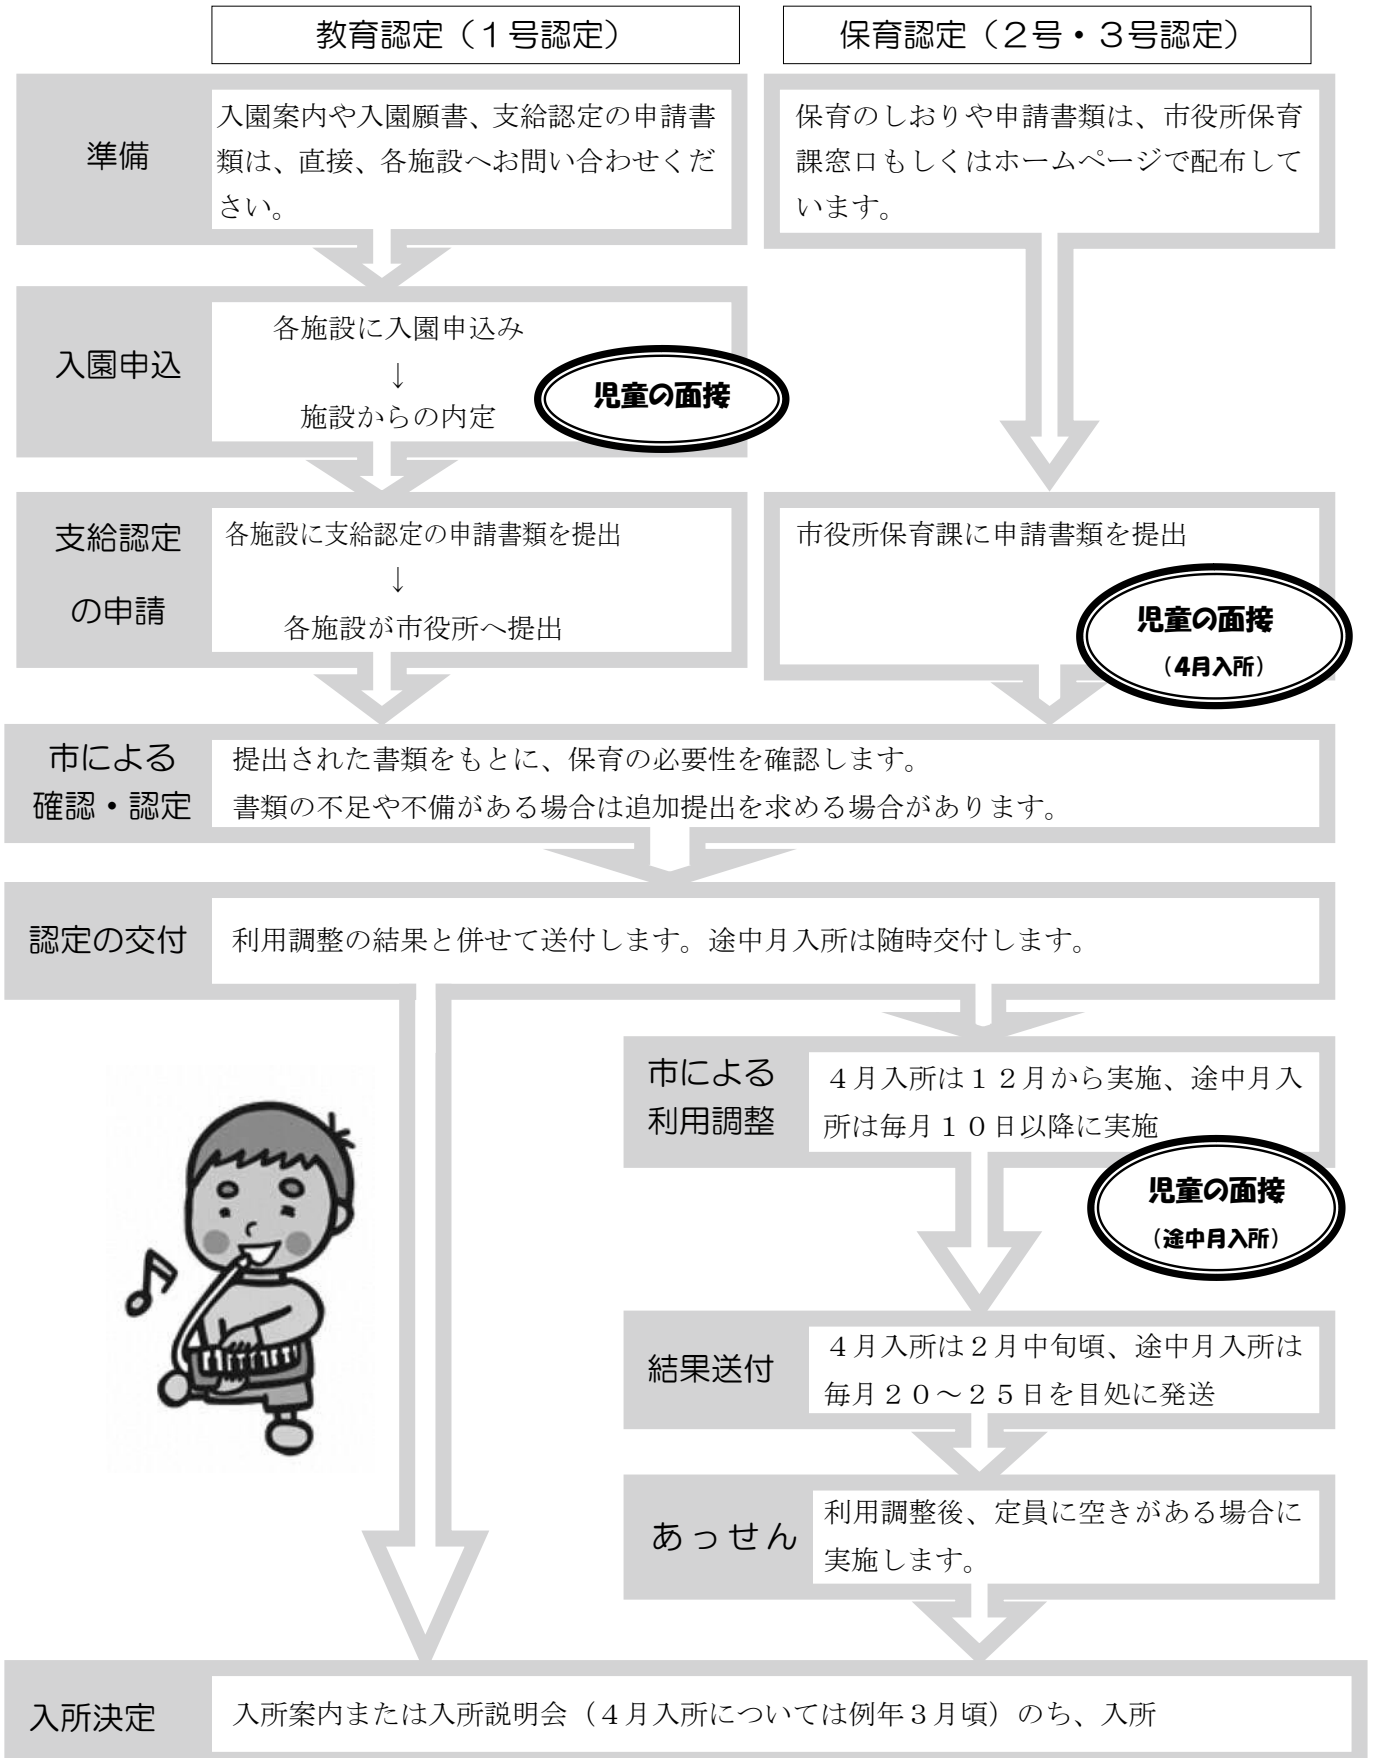 教育認定（１号認定）
保育認定（２号・３号認定）
準備
入園案内や入園願書、支給認定の申請書
類は、直接、各施設へお問い合わせくだ
さい。
保育のしおりや申請書類は、市役所保育
課窓口もしくはホームページで配布して
います。
入園申込
各施設に入園申込み
↓
施設からの内定
児童の面接
支給認定
の申請
各施設に支給認定の申請書類を提出
↓
各施設が市役所へ提出
市役所保育課に申請書類を提出
児童の面接
（4月入所）
市による
確認・認定
提出された書類をもとに、保育の必要性を確認します。
書類の不足や不備がある場合は追加提出を求める場合があります。
認定の交付
利用調整の結果と併せて送付します。途中月入所は随時交付します。
市による
利用調整
４月入所は１２月から実施、途中月入
所は毎月１０日以降に実施
児童の面接
（途中月入所）
結果送付
４月入所は２月中旬頃、途中月入所は
毎月２０～２５日を目処に発送
あっせん
利用調整後、定員に空きがある場合に
実施します。
入所決定
入所案内または入所説明会（４月入所については例年３月頃）のち、入所